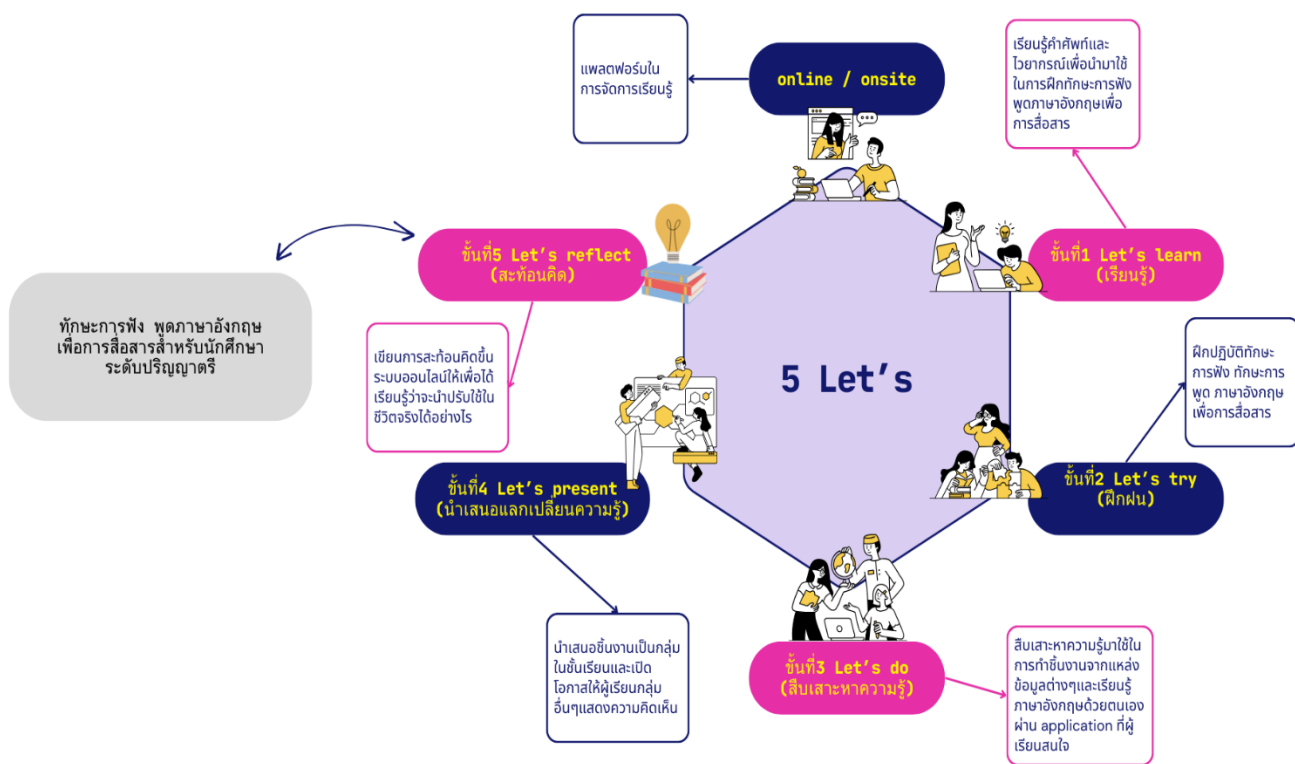 แพลตฟอร์มใน
การจัดการเรียนรู้
online / onsite
เรียนรู้คำศัพท์และ
ไวยากรณ์เพื่อนำมาใช้
ในการฝึกทักษะการฟัง
พูดภาษาอังกฤษเพื่อ
การสื่อสาร
ขั้นที่1 Let's learn
(เรียนรู้)
ขั้นที่5 Let's reflect
(สะท้อนคิด)
ทักษะการฟัง พูดภาษาอังกฤษ
เพื่อการสื่อสารสำหรับนักศึกษา
ระดับปริญญาตรี
เขียนการสะท้อนคิดขึ้น
ระบบออนไลน์ให้เพื่อได้
เรียนรู้ว่าจะนำปรับใช้ใน
ชีวิตจริงได้อย่างไร
5 Let's
ฝึกปฏิบัติทักษะ
การฟัง ทักษะการ
พูด ภาษาอังกฤษ
เพื่อการสื่อสาร
ขั้นที่2 Let's try
(ฝึกฝน)
ขั้นที่4 Let's present
(นำเสนอแลกเปลี่ยนความรู้)
นำเสนอชิ้นงานเป็นกลุ่ม
ในชั้นเรียนและเปิด
โอกาสให้ผู้เรียนกลุ่ม
อื่นๆแสดงความคิดเห็น
ขั้นที่3 Let's do
(สืบเสาะหาความรู้)
สืบเสาะหาความรู้มาใช้ใน
การทำชิ้นงานจากแหล่ง
ข้อมูลต่างๆและเรียนรู้
ภาษาอังกฤษด้วยตนเอง
ผ่าน application ที่ผู้
เรียนสนใจ